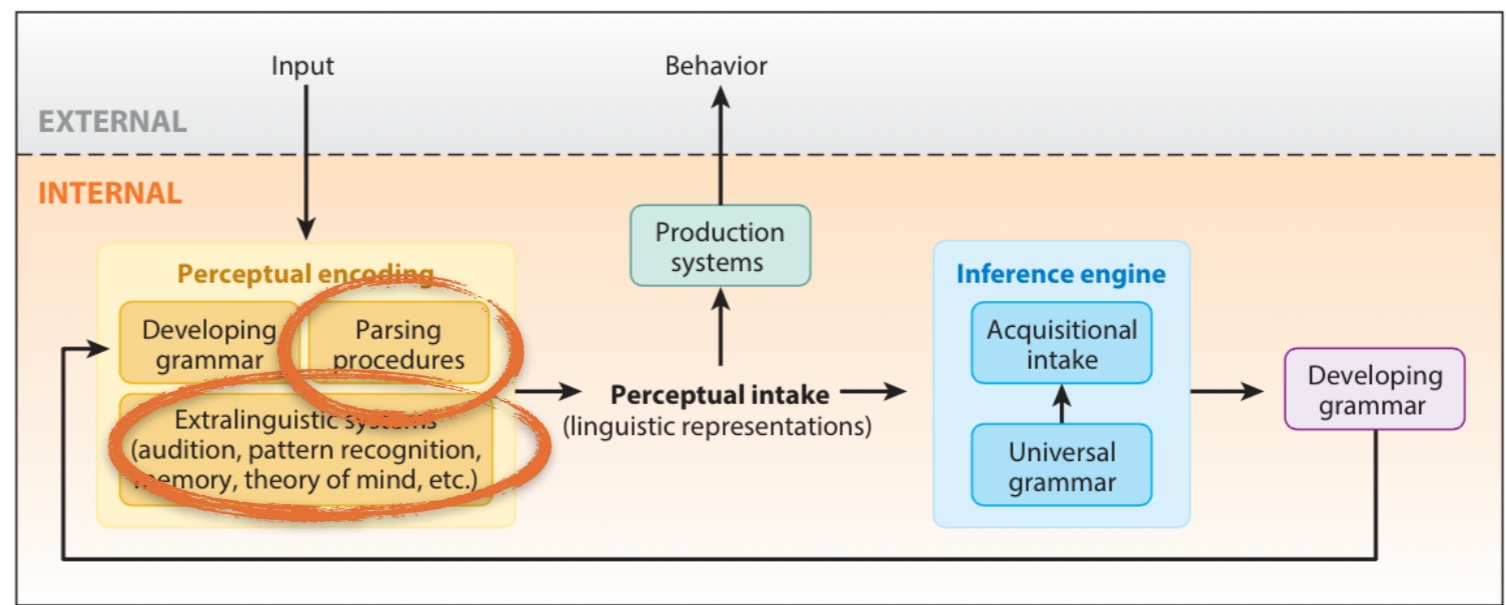 Input
Behavior
EXTERNAL
INTERNAL
Perceptual encoding
Developing
grammar
Parsing
procedures
Extralinguistic systems
(audition, pattern recognition,
memory, theory of mind, etc.)
Production
systems
Perceptual intake
(linguistic representations)
Inference engine
Acquisitional
intake
Universal
grammar
Developing
grammar